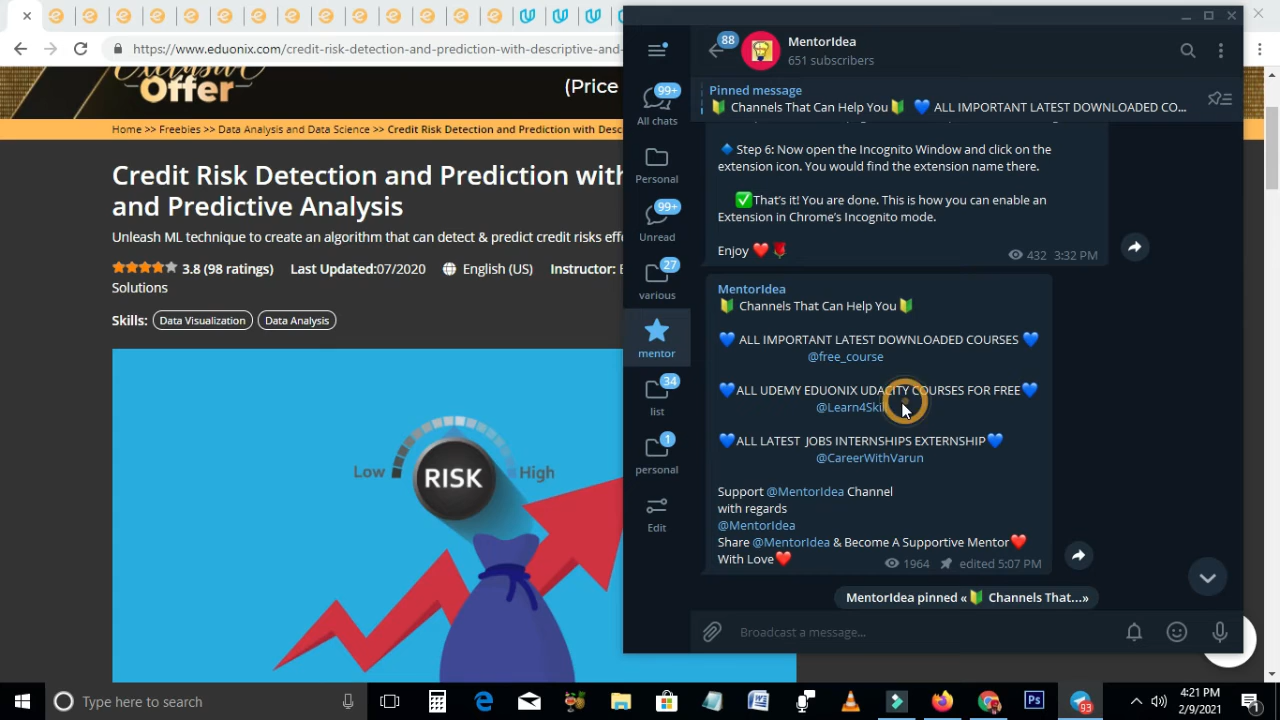 https://www.eduonix.com/credit-risk-detection-and-prediction-with-descriptive-and-
Exclusive
Offer
(Price
Home >> Freebies >> Data Analysis and Data Science >> Credit Risk Detection and Prediction with Desc
Credit Risk Detection and Prediction with
and Predictive Analysis
Unleash ML technique to create an algorithm that can detect & predict credit risks effe
3.8 (98 ratings) Last Updated:07/2020 English (US) Instructor: E
Solutions
Skills: Data Visualization Data Analysis
Low RISK High
88
MentorIdea
651 subscribers
99+
All chats
Personal
99+
Unread
27
various
mentor
34
list
1
personal
Edit
Pinned message
🔰 Channels That Can Help You🔰 💙 ALL IMPORTANT LATEST DOWNLOADED CO...
🔹 Step 6: Now open the Incognito Window and click on the
extension icon. You would find the extension name there.
✅That's it! You are done. This is how you can enable an
Extension in Chrome's Incognito mode.
Enjoy ❤️🌹
432 3:32 PM
MentorIdea
🔰 Channels That Can Help You🔰
💙 ALL IMPORTANT LATEST DOWNLOADED COURSES 💙
@free_course
💙ALL UDEMY EDUONIX UDACITY COURSES FOR FREE💙
@Learn4Skil
💙ALL LATEST JOBS INTERNSHIPS EXTERNSHIP💙
@CareerWithVarun
Support @MentorIdea Channel
with regards
@MentorIdea
Share @MentorIdea & Become A Supportive Mentor❤️
With Love❤️
1964 edited 5:07 PM
MentorIdea pinned « 🔰 Channels That...»
Broadcast a message...
Type here to search
93
4:21 PM
2/9/2021
1